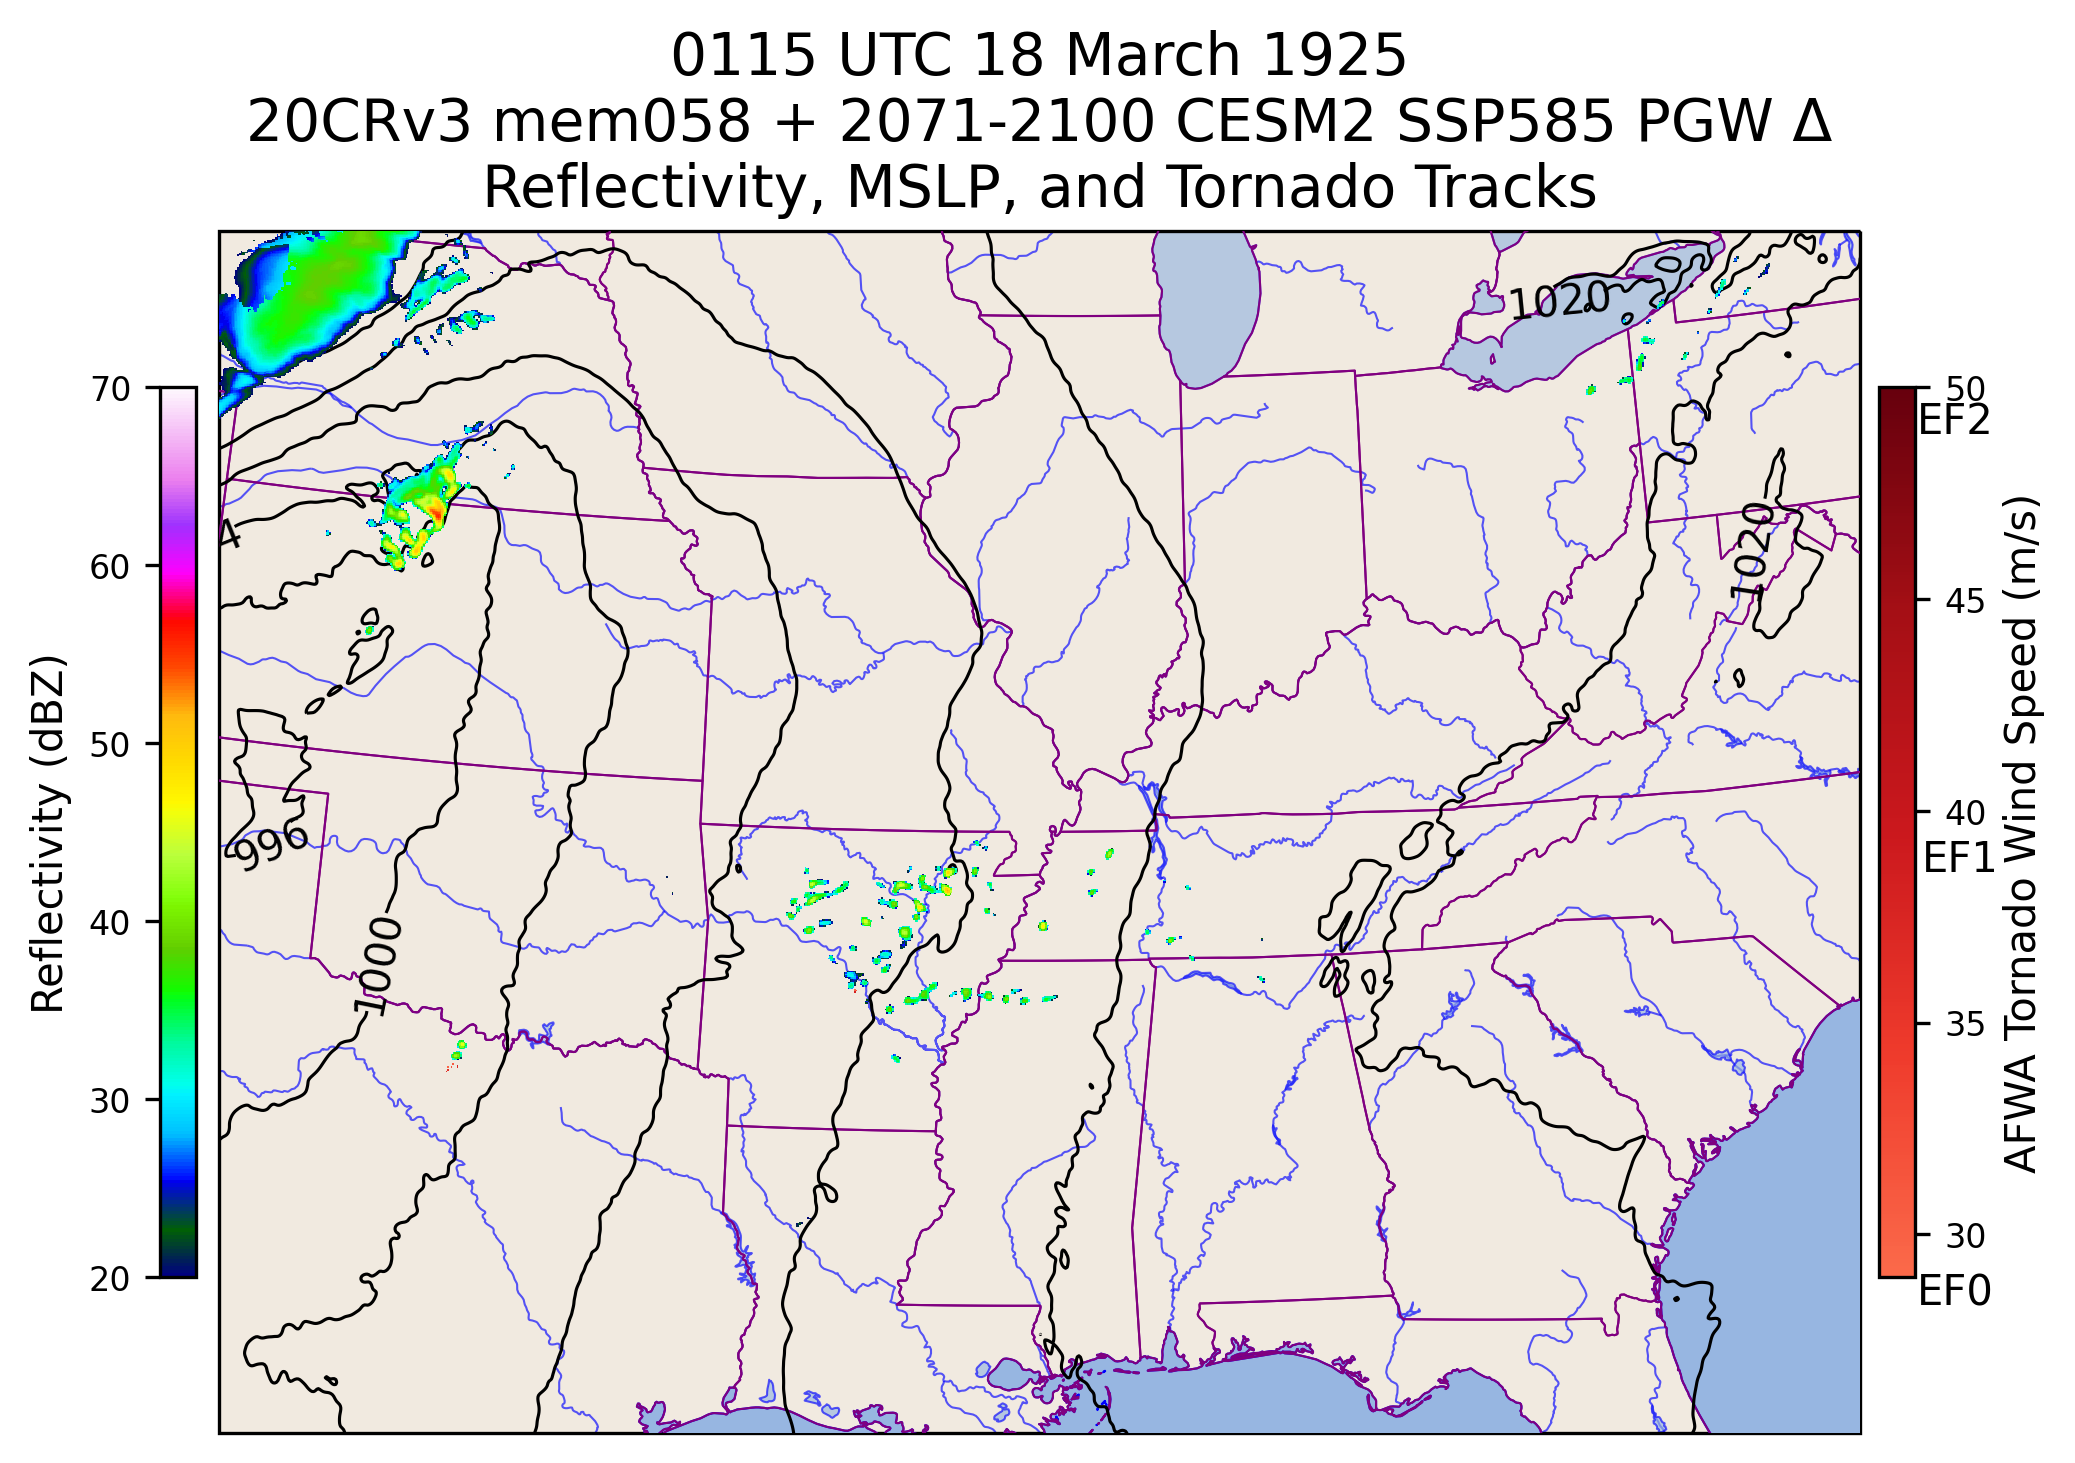 0115 UTC 18 March 1925
20CRv3 mem058 + 2071-2100 CESM2 SSP585 PGW Δ
Reflectivity, MSLP, and Tornado Tracks
70
60
50
40
30
20
Reflectivity (dBZ)
1020
1020
4
996
1000
50
EF2
45
40
EF1
35
30
EF0
AFWA Tornado Wind Speed (m/s)